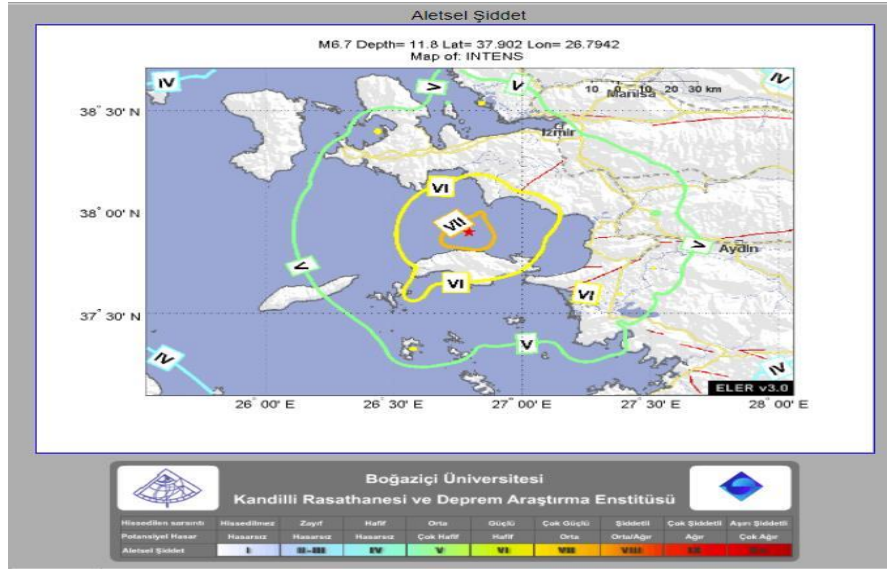 Aletsel Şiddet
M6.7 Depth= 11.8 Lat= 37.902 Lon= 26.7942
Map of: INTENS
IV
V
V
IV
10 0 10 20 30 km
Manisa
38° 30' N
Izmir
VI
38° 00' N
VII
V
V
Aydin
VI
VI
37° 30' N
V
IV
IV
ELER v3.0
26° 00' E
26° 30' E
27° 00' E
27° 30' E
28° 00' E
Boğaziçi Üniversitesi
Kandilli Rasathanesi ve Deprem Araştırma Enstitüsü
Hissedilen sarsıntı Hissedilmez Zayıf Hafif Orta Güçlü Çok Güçlü Şiddetli Çok Şiddetli Aşırı Şiddetli
Potansiyel Hasar Hasarsız Hasarsız Hasarsız Çok Hafif Hafif Orta Orta/Ağır Ağır Çok Ağır
Aletsel Şiddet I II-III IV V VI VII VIII IX